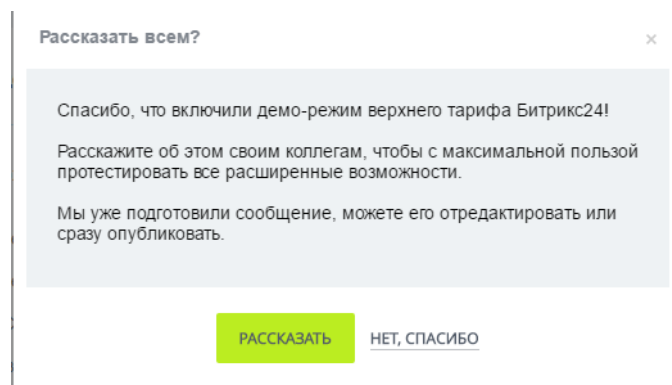 Рассказать всем?
Спасибо, что включили демо-режим верхнего тарифа Битрикс24!
Расскажите об этом своим коллегам, чтобы с максимальной пользой
протестировать все расширенные возможности.
Мы уже подготовили сообщение, можете его отредактировать или
сразу опубликовать.
РАССКАЗАТЬ НЕТ, СПАСИБО